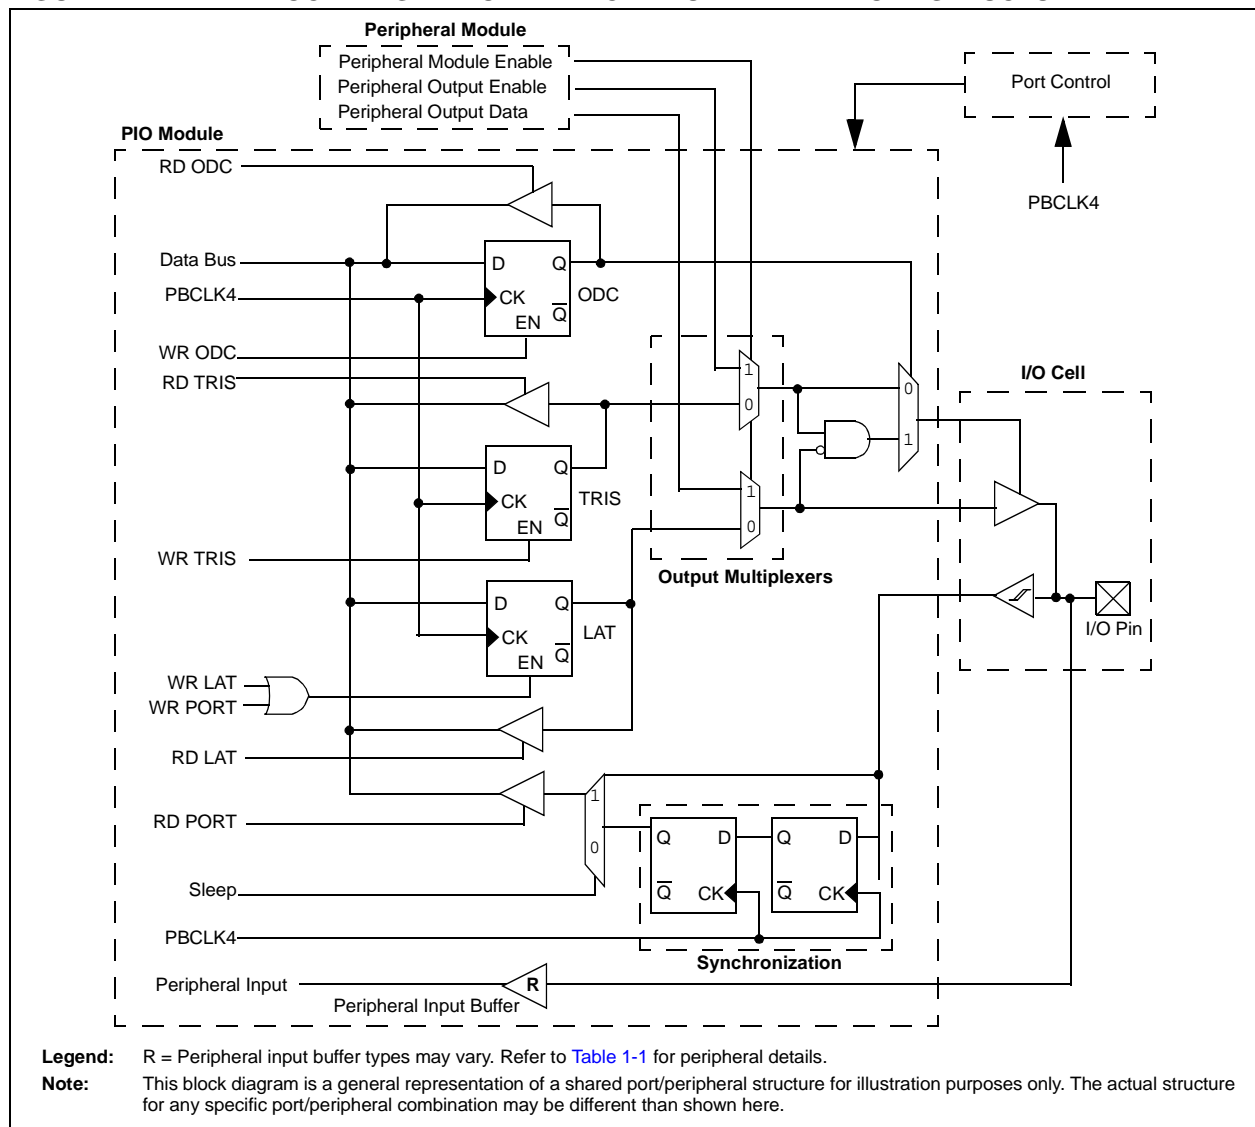 Peripheral Module
Peripheral Module Enable
Peripheral Output Enable
Peripheral Output Data
Port Control
PBCLK4
PIO Module
RD ODC
Data Bus
D
Q
PBCLK4
CK
ODC
Q
EN
WR ODC
RD TRIS
1
0
I/O Cell
0
1
D
Q
CK
TRIS
Q
EN
WR TRIS
1
0
Output Multiplexers
D
Q
CK
LAT
Q
EN
I/O Pin
WR LAT
WR PORT
RD LAT
RD PORT
1
0
Q
D
Q
D
Q
CK
Q
CK
Sleep
PBCLK4
Synchronization
Peripheral Input
R
Peripheral Input Buffer
Legend: R = Peripheral input buffer types may vary. Refer to Table 1-1 for peripheral details.
Note: This block diagram is a general representation of a shared port/peripheral structure for illustration purposes only. The actual structure
for any specific port/peripheral combination may be different than shown here.